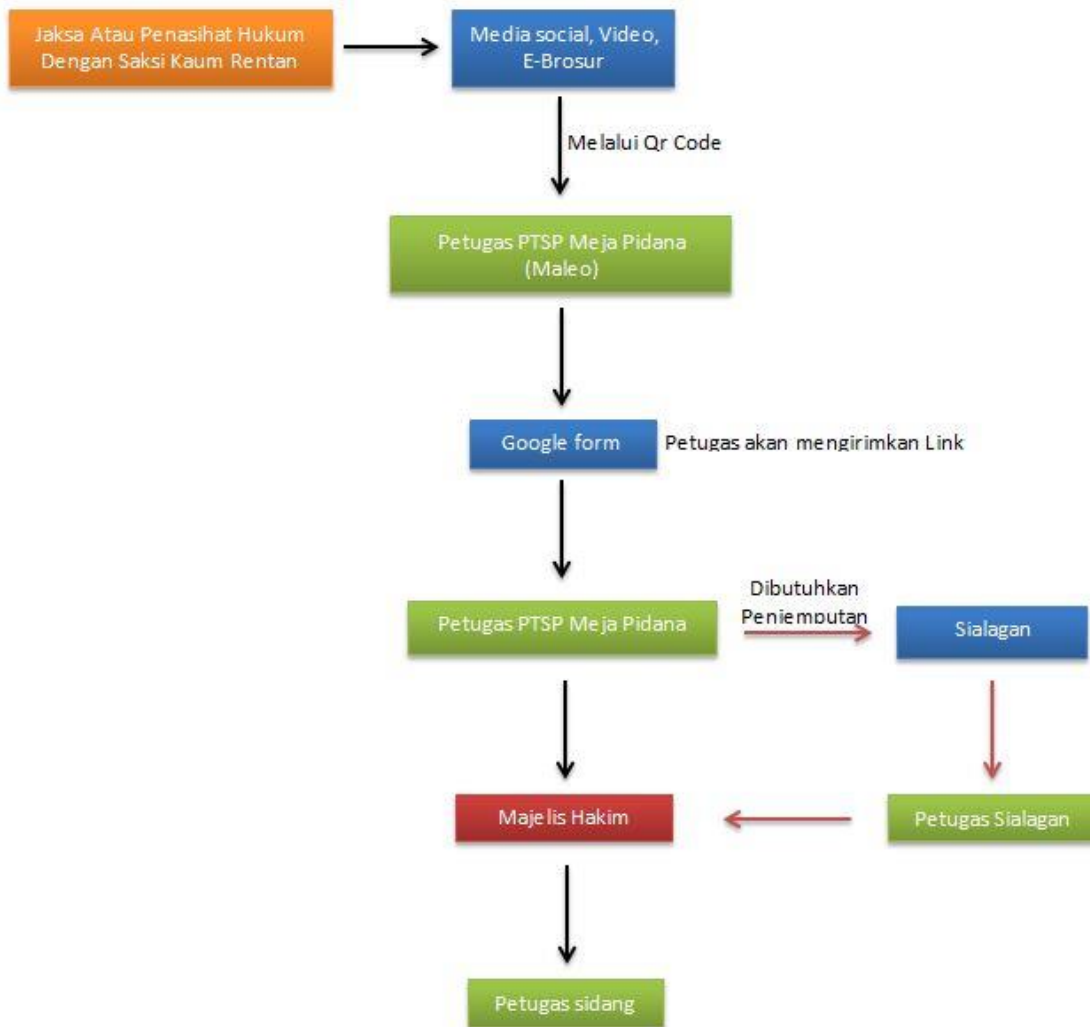 Jaksa Atau Penasihat Hukum
Dengan Saksi Kaum Rentan
Media social, Video,
E-Brosur
Melalui Qr Code
Petugas PTSP Meja Pidana
(Maleo)
Google form
Petugas akan mengirimkan Link
Petugas PTSP Meja Pidana
Dibutuhkan
Penjemputan
Sialagan
Majelis Hakim
Petugas Sialagan
Petugas sidang